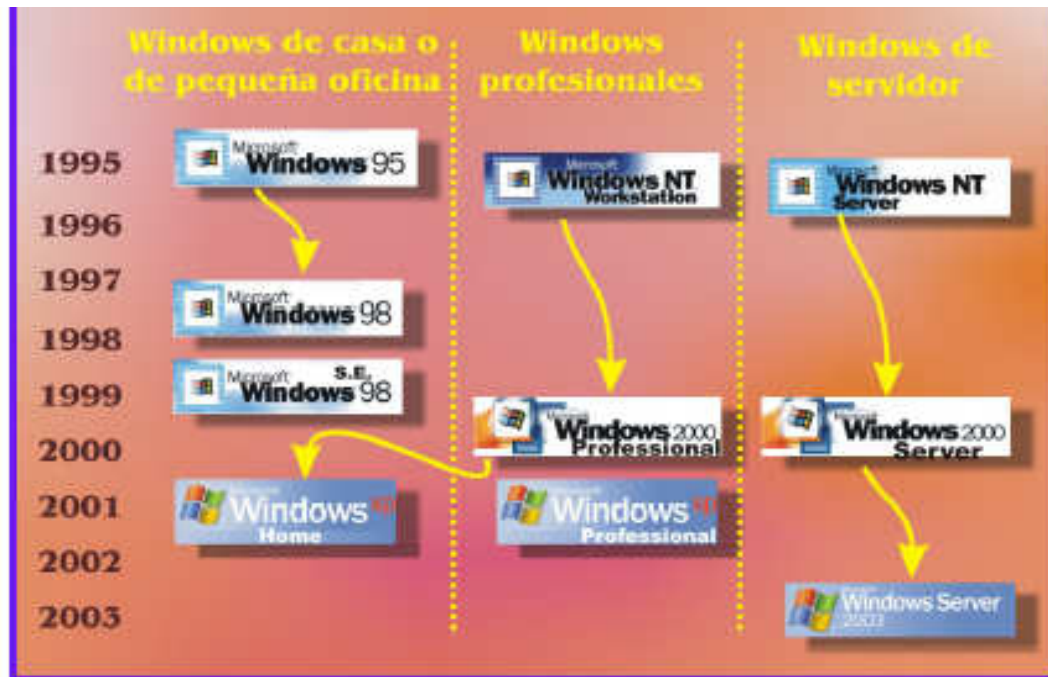 Windows de casa o
de pequeña oficina
Windows
profesionales
Windows de
servidor
1995
Microsoft
Windows 95
Microsoft
Windows NT
Workstation
Microsoft
Windows NT
Server
1996
1997
Microsoft
Windows 98
1998
Microsoft S.E.
Windows 98
1999
Microsoft
Windows 2000
Professional
Windows 2000
Server
2000
2001
Windows xp
Home
Windows xp
Professional
2002
2003
Windows Server
2003